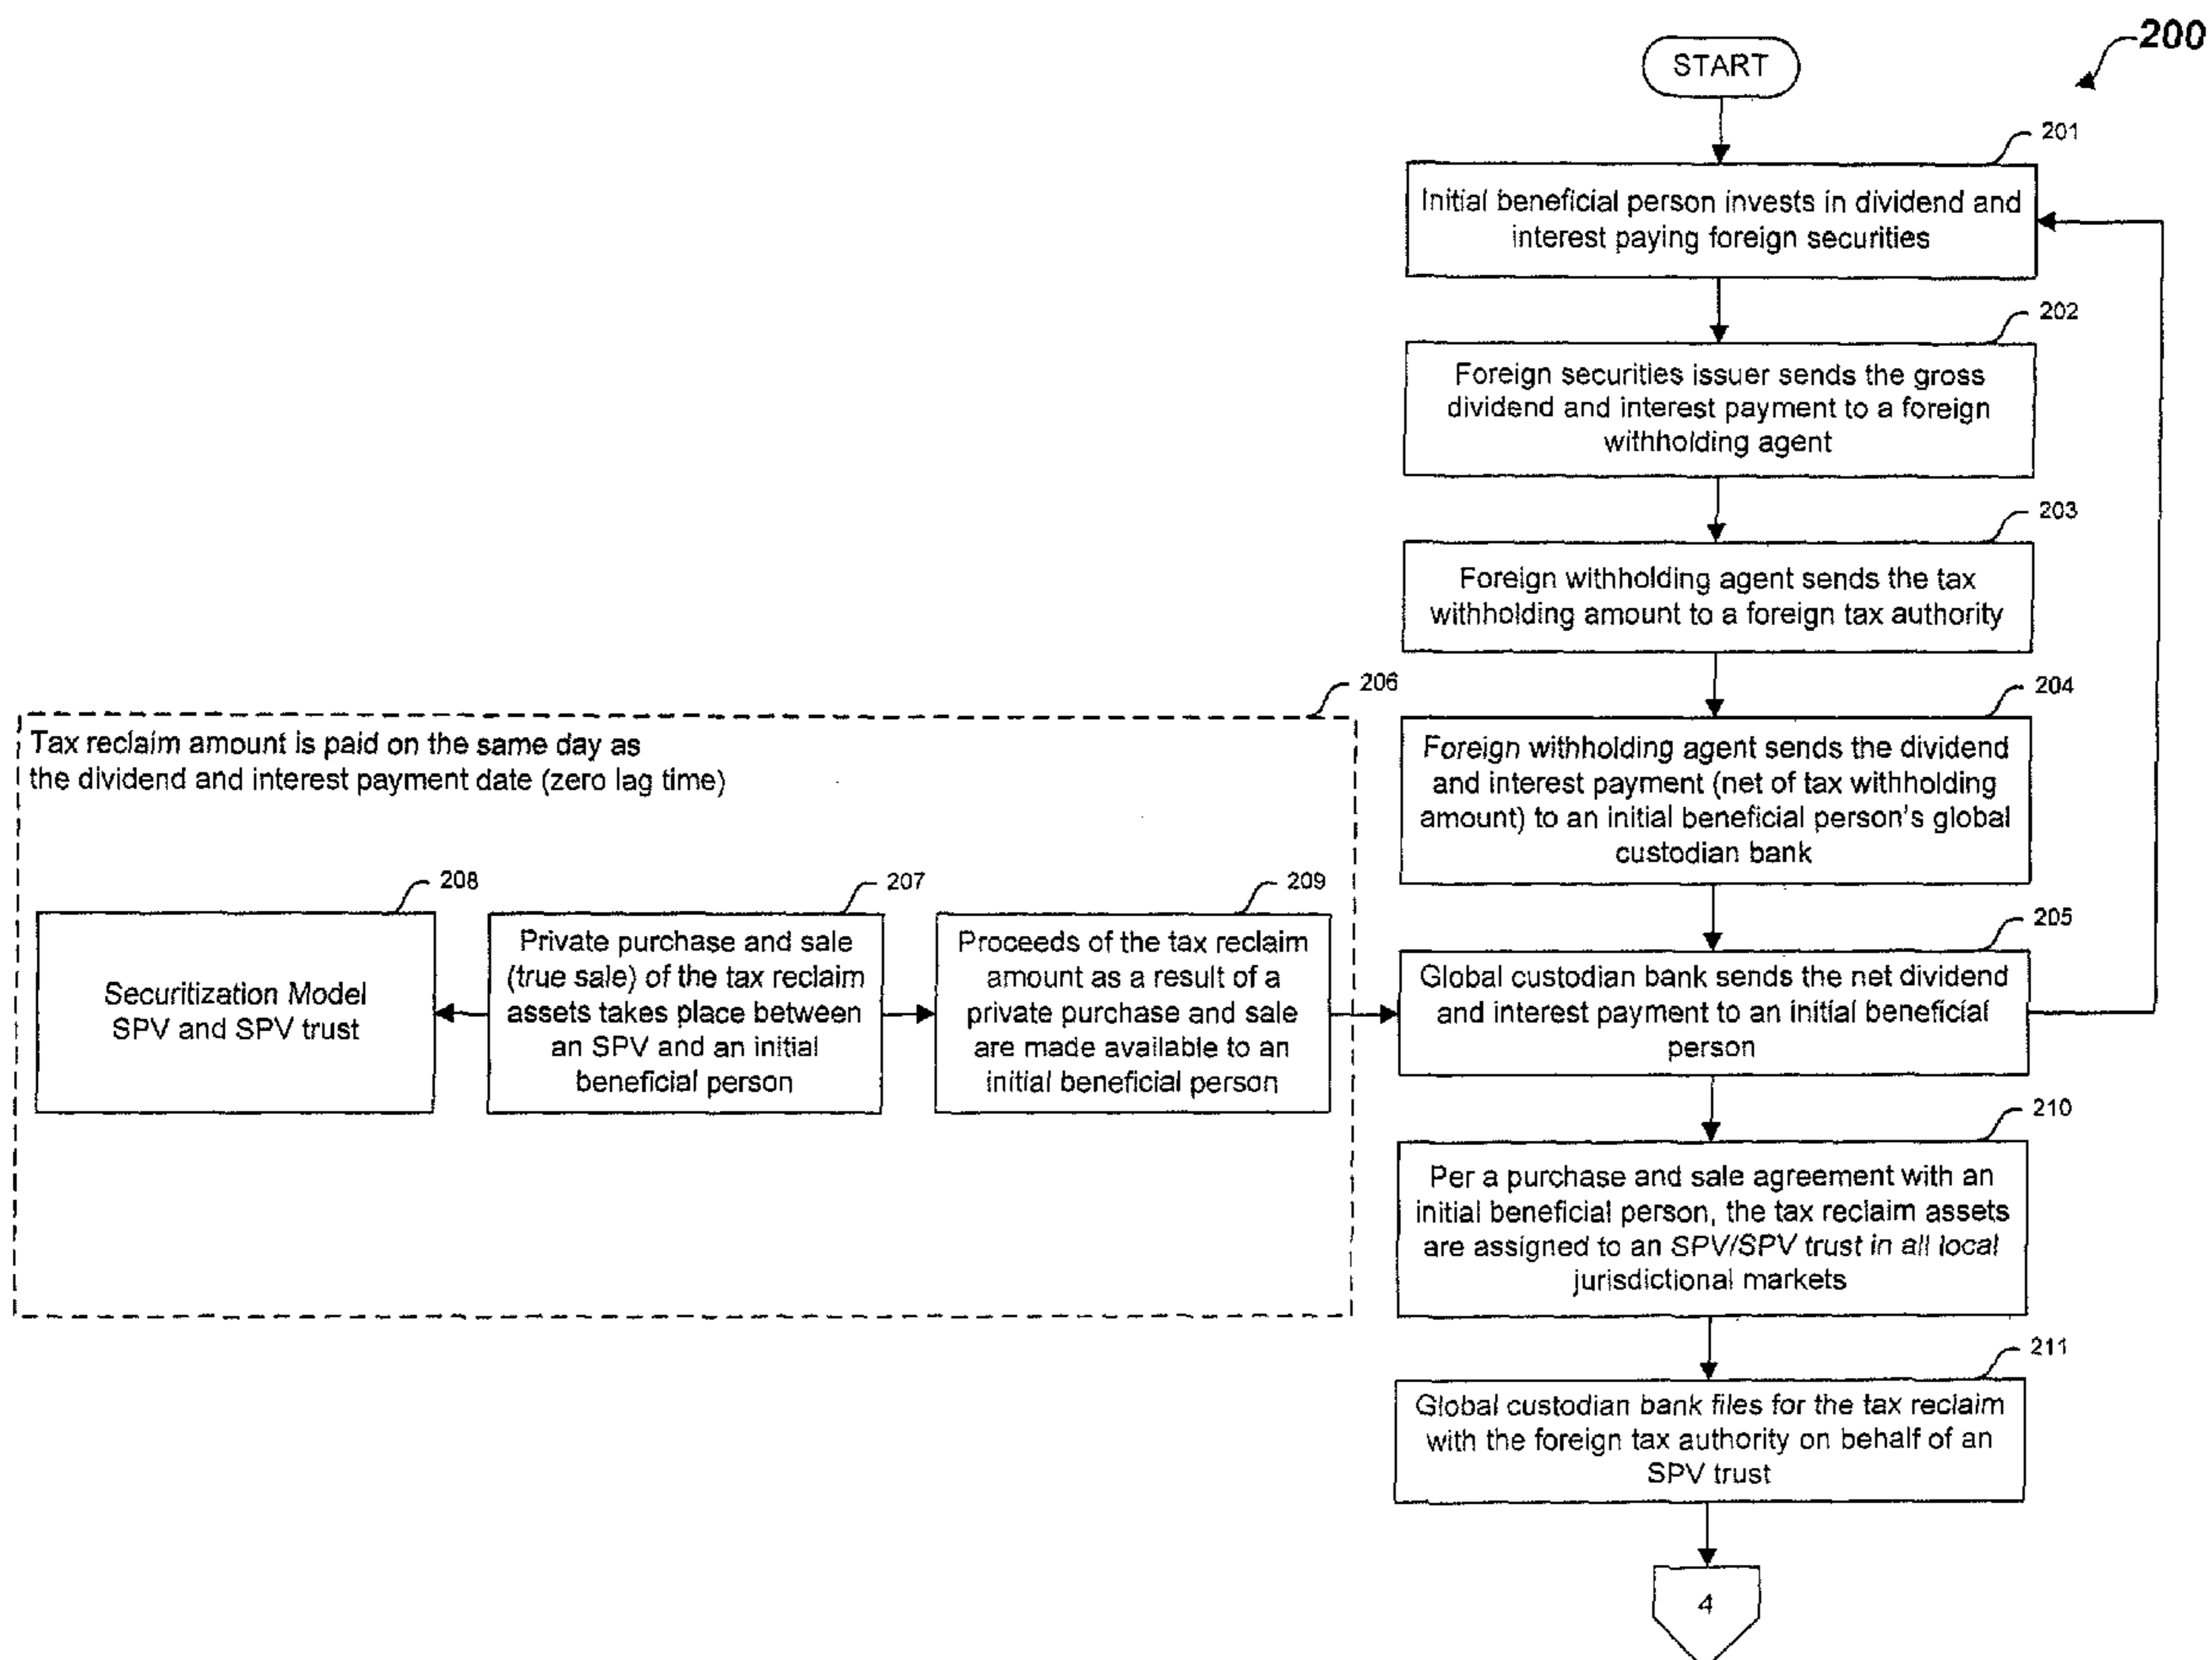 200
START
201
Initial beneficial person invests in dividend and
interest paying foreign securities
202
Foreign securities issuer sends the gross
dividend and interest payment to a foreign
withholding agent
203
Foreign withholding agent sends the tax
withholding amount to a foreign tax authority
204
Foreign withholding agent sends the dividend
and interest payment (net of tax withholding
amount) to an initial beneficial person's global
custodian bank
206
Tax reclaim amount is paid on the same day as
the dividend and interest payment date (zero lag time)
208
Securitization Model
SPV and SPV trust
207
Private purchase and sale
(true sale) of the tax reclaim
assets takes place between
an SPV and an initial
beneficial person
209
Proceeds of the tax reclaim
amount as a result of a
private purchase and sale
are made available to an
initial beneficial person
205
Global custodian bank sends the net dividend
and interest payment to an initial beneficial
person
210
Per a purchase and sale agreement with an
initial beneficial person, the tax reclaim assets
are assigned to an SPV/SPV trust in all local
jurisdictional markets
211
Global custodian bank files for the tax reclaim
with the foreign tax authority on behalf of an
SPV trust
4